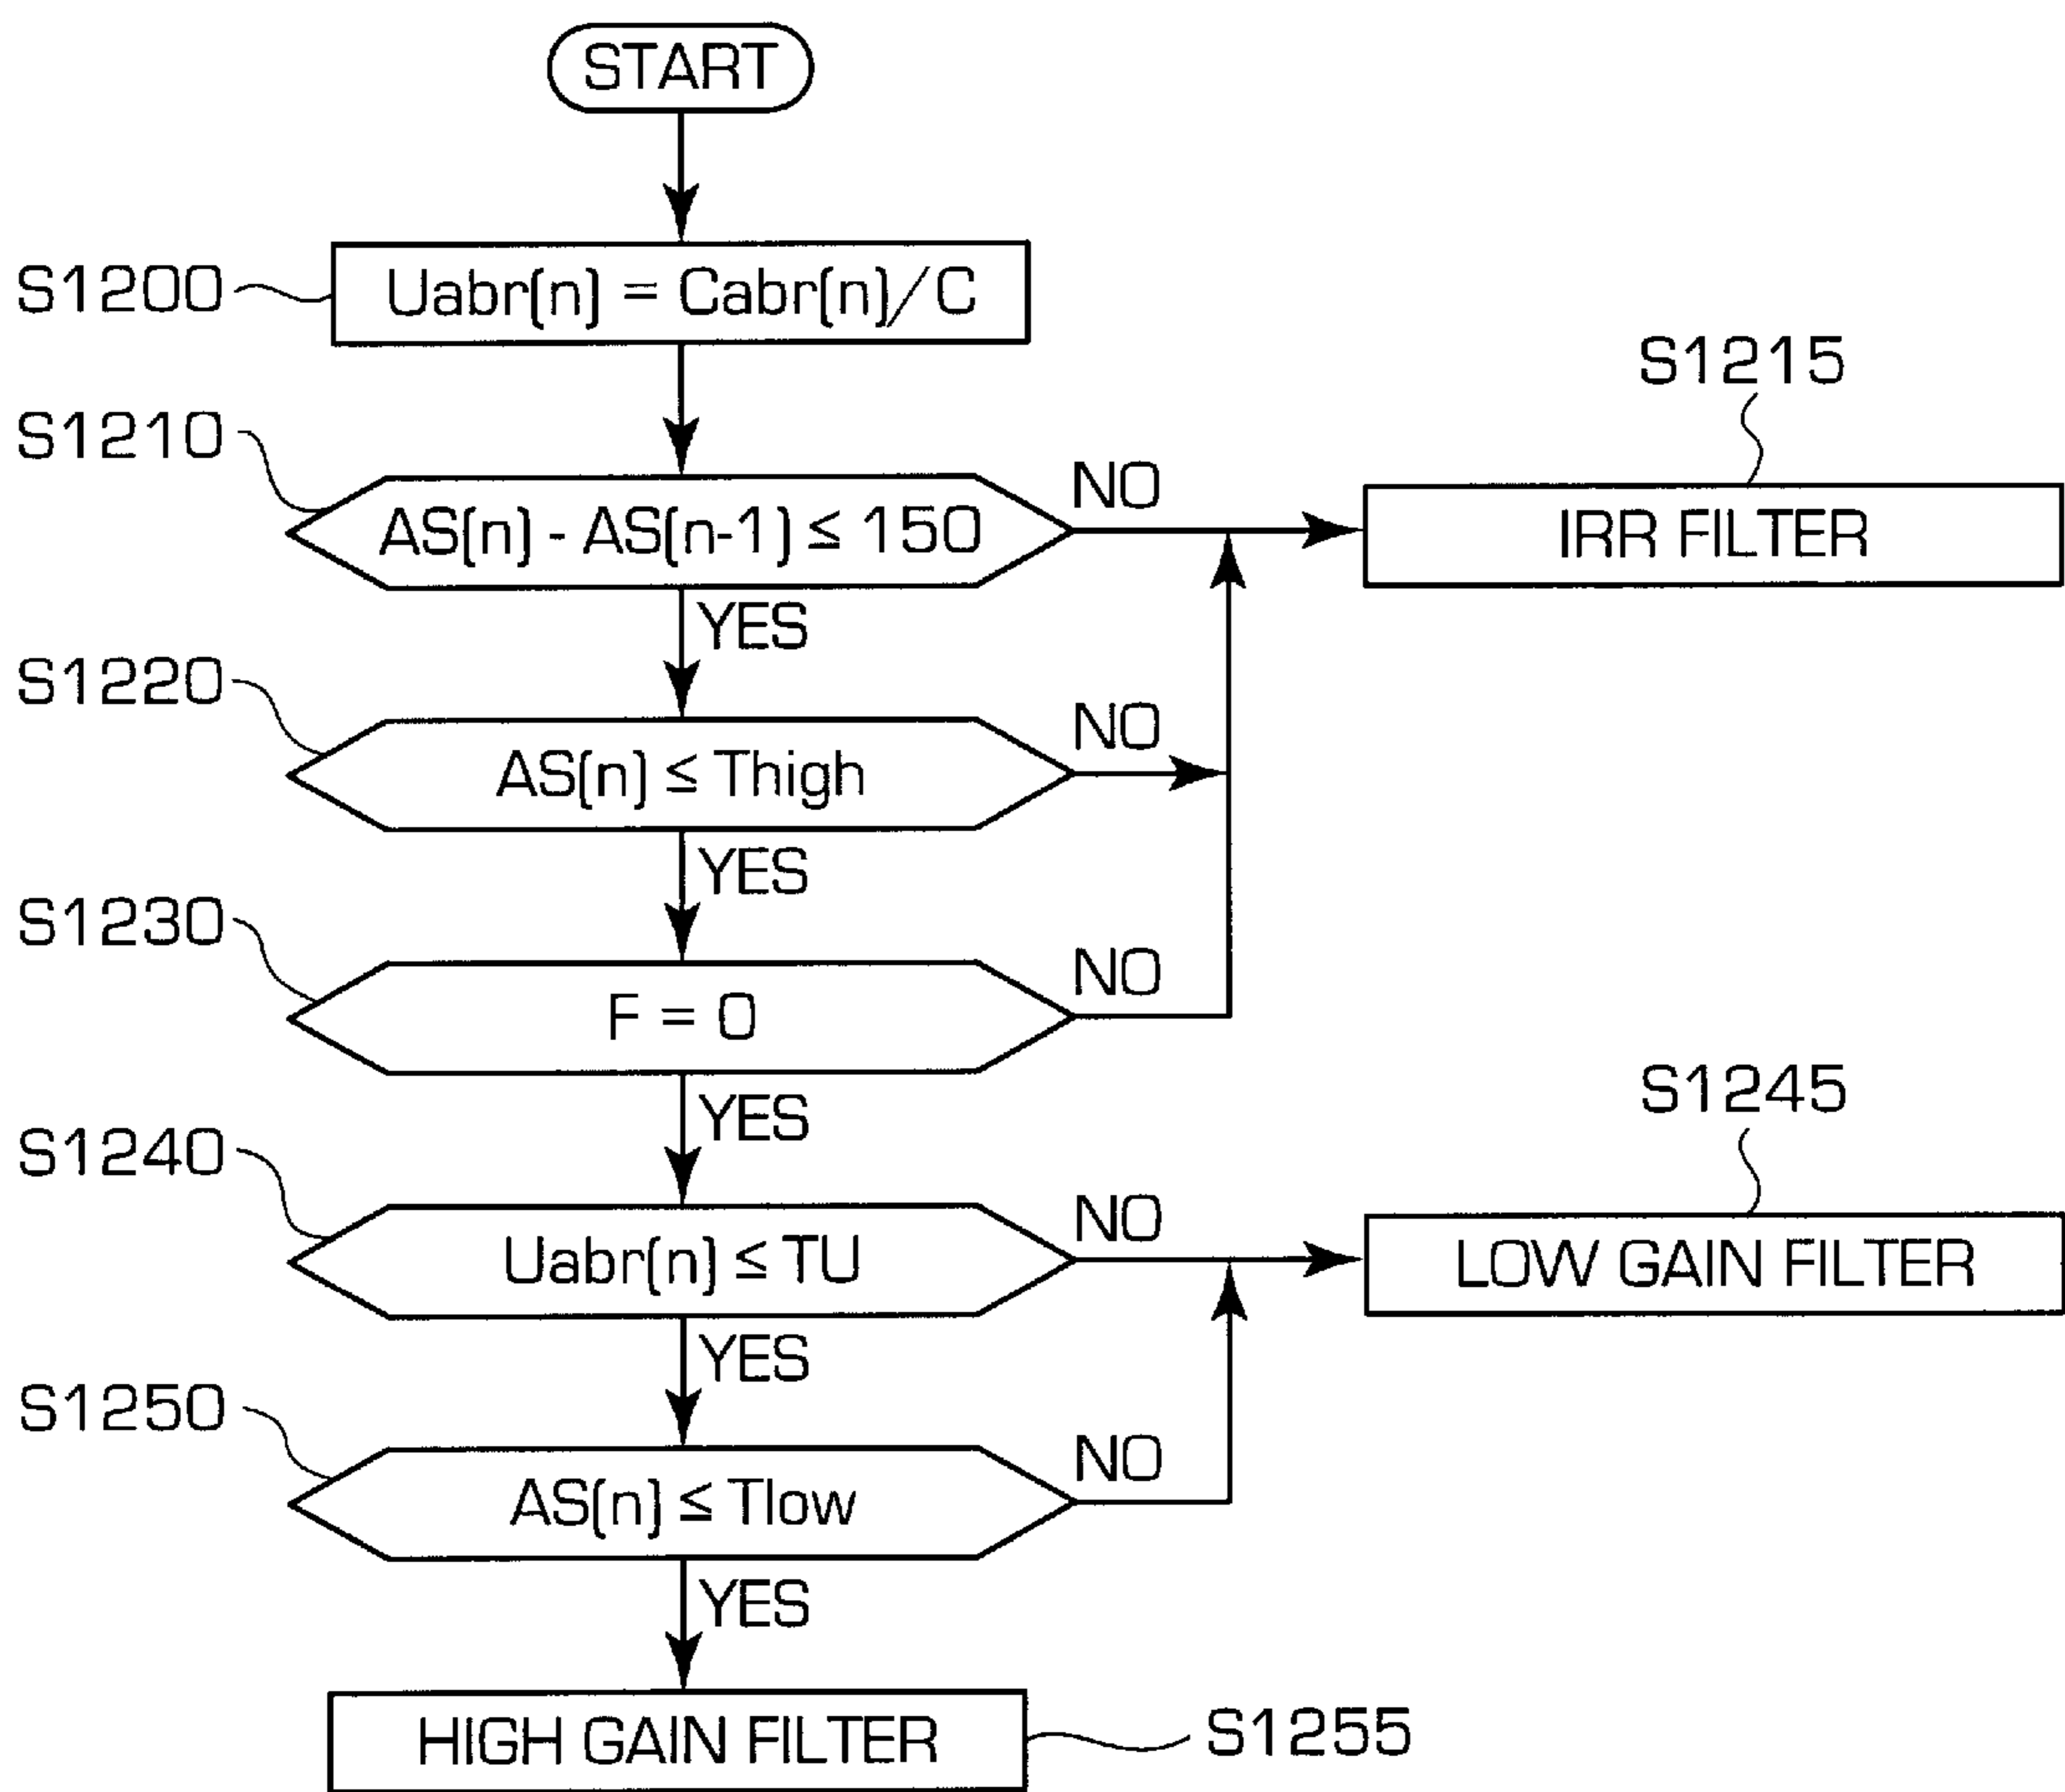 START
S1200
Uabr(n) = Cabr(n)/C
S1215
S1210
AS(n) - AS(n-1) ≤ 150
NO
IRR FILTER
YES
S1220
AS(n) ≤ Thigh
NO
YES
S1230
F = 0
NO
YES
S1245
S1240
Uabr(n) ≤ TU
NO
LOW GAIN FILTER
YES
S1250
AS(n) ≤ Tlow
NO
YES
HIGH GAIN FILTER
S1255